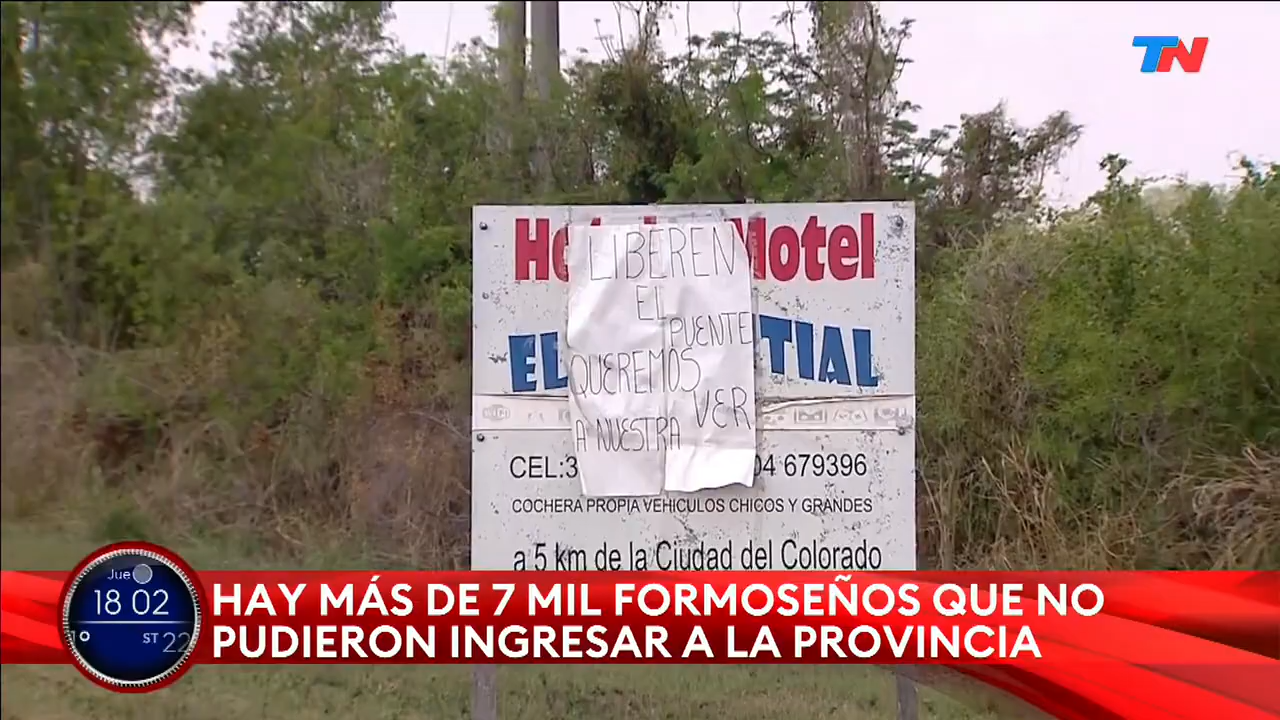 TN
Motel
LIBEREN
EL
PUENTE
QUEREMOS
VER
A NUESTRA
EL
TIAL
CEL:3
04 679396
COCHERA PROPIA VEHICULOS CHICOS Y GRANDES
a 5 km de la Ciudad del Colorado
Jue
18 02
ST 22
HAY MÁS DE 7 MIL FORMOSEÑOS QUE NO
PUDIERON INGRESAR A LA PROVINCIA